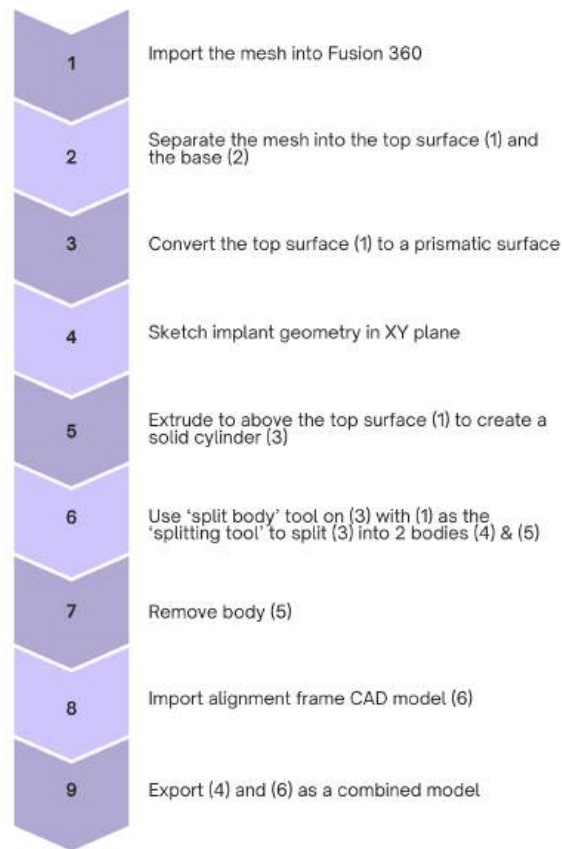 1
Import the mesh into Fusion 360
2
Separate the mesh into the top surface (1) and
the base (2)
3
Convert the top surface (1) to a prismatic surface
4
Sketch implant geometry in XY plane
5
Extrude to above the top surface (1) to create a
solid cylinder (3)
6
Use ‘split body’ tool on (3) with (1) as the
‘splitting tool’ to split (3) into 2 bodies (4) & (5)
7
Remove body (5)
8
Import alignment frame CAD model (6)
9
Export (4) and (6) as a combined model